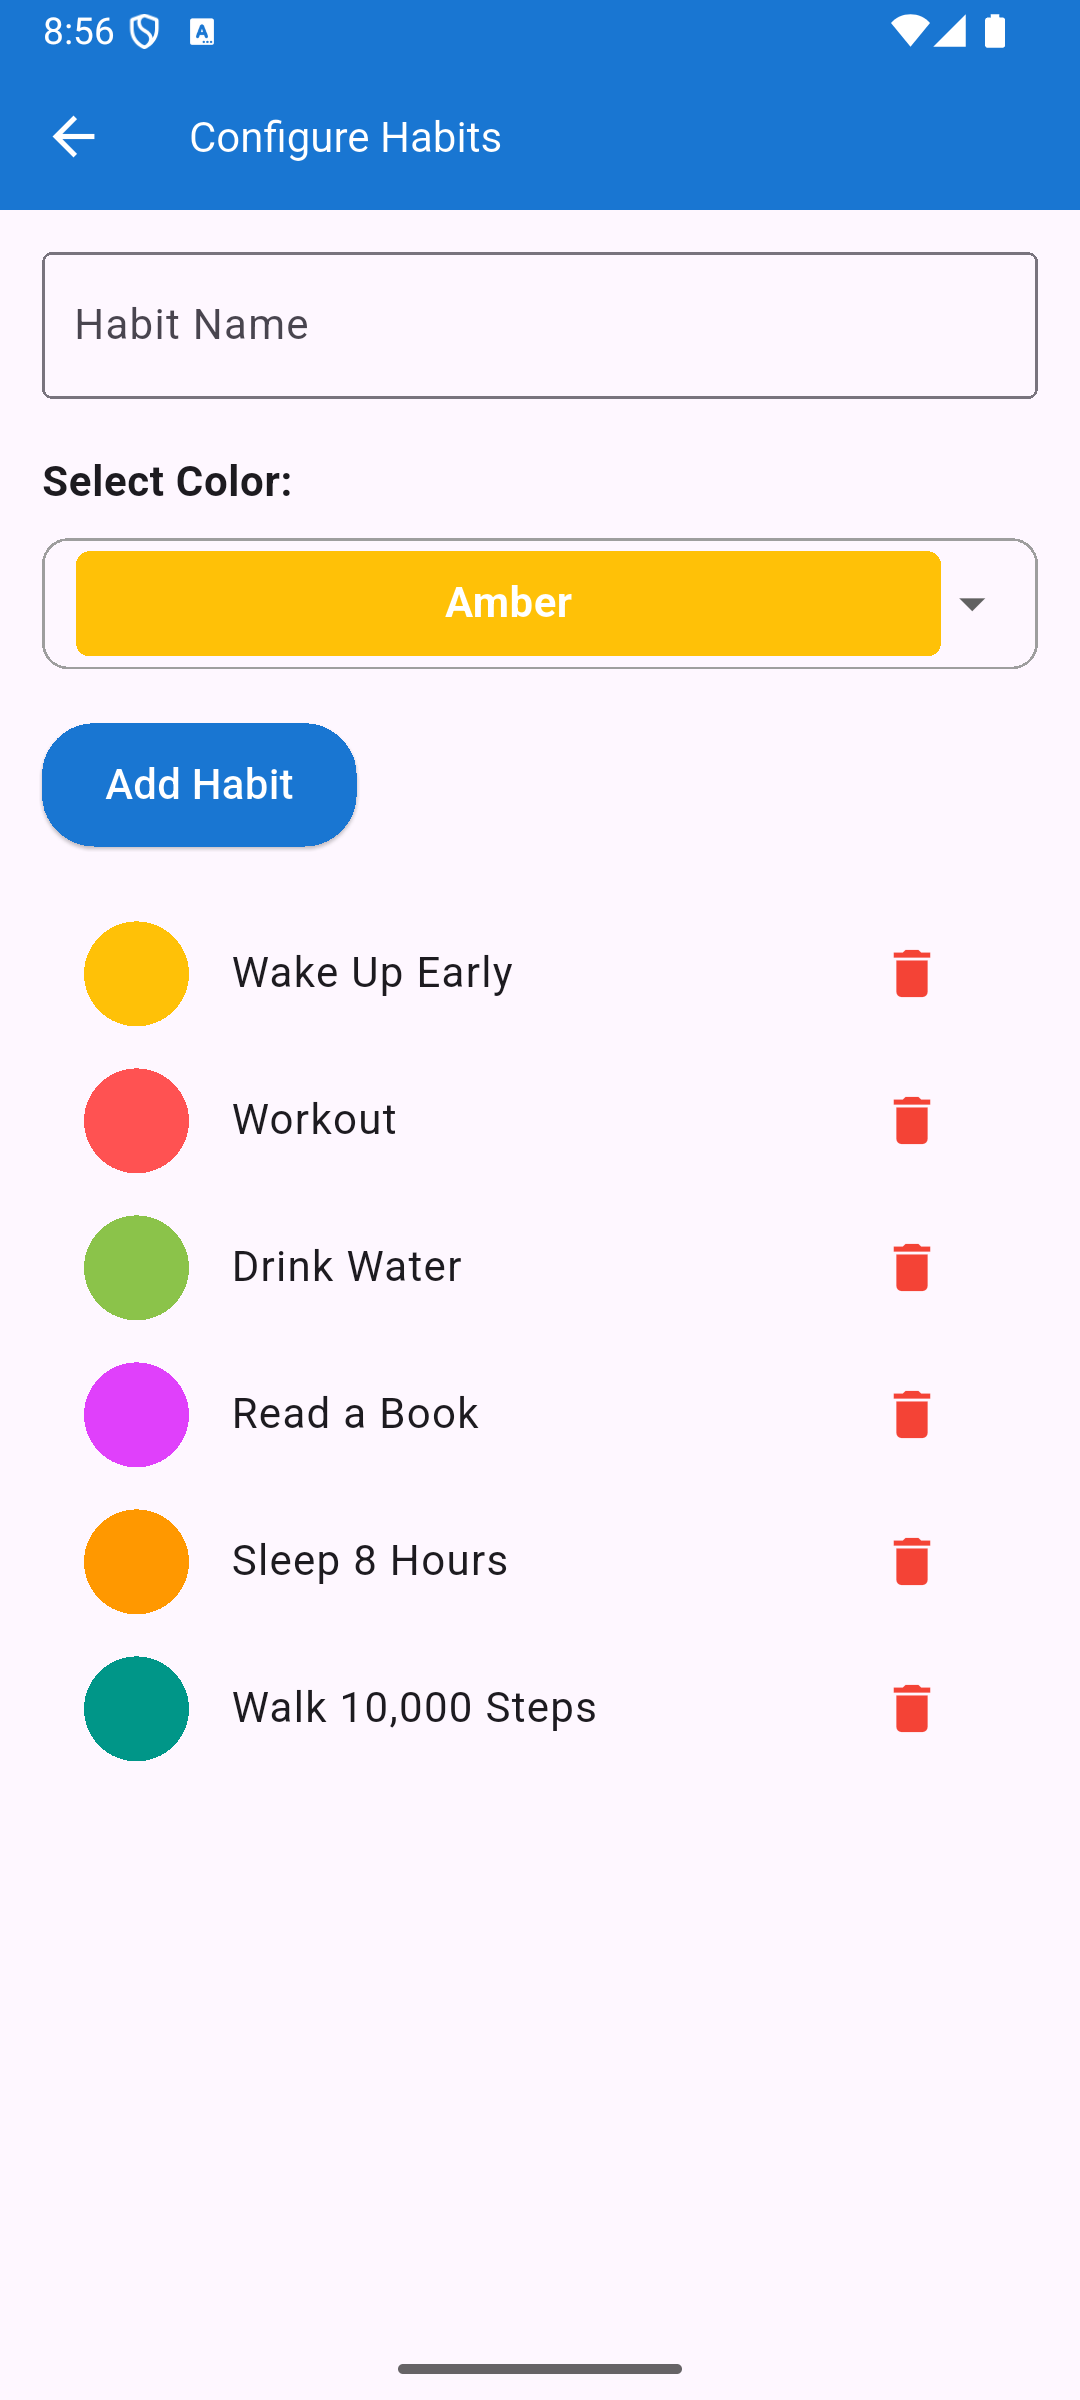 8:56
Configure Habits
Habit Name
Select Color:
Amber
Add Habit
Wake Up Early
Workout
Drink Water
Read a Book
Sleep 8 Hours
Walk 10,000 Steps